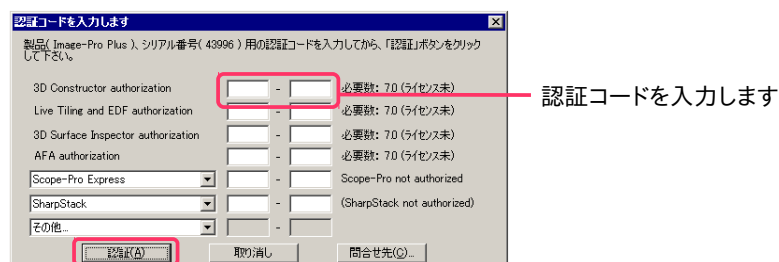 認証コードを入力します
製品( Image-Pro Plus )、シリアル番号( 43996 ) 用の認証コードを入力してから、「認証」ボタンをクリック
して下さい。
3D Constructor authorization - 必要数: 7.0 (ライセンス未)
認証コードを入力します
Live Tiling and EDF authorization - 必要数: 7.0 (ライセンス未)
3D Surface Inspector authorization - 必要数: 7.0 (ライセンス未)
AFA authorization - 必要数: 7.0 (ライセンス未)
Scope-Pro Express - Scope-Pro not authorized
SharpStack - (SharpStack not authorized)
その他... -
認証(A) 取り消し 問合せ先(C)...